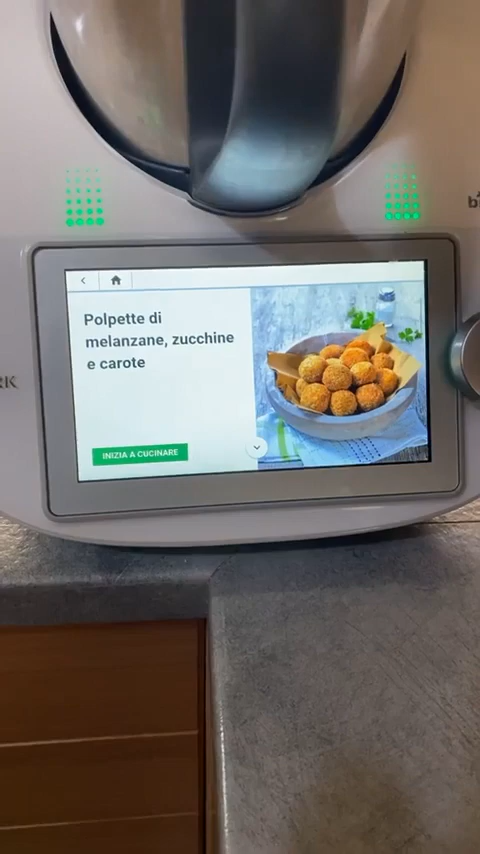 Polpette di
melanzane, zucchine
e carote
INIZIA A CUCINARE